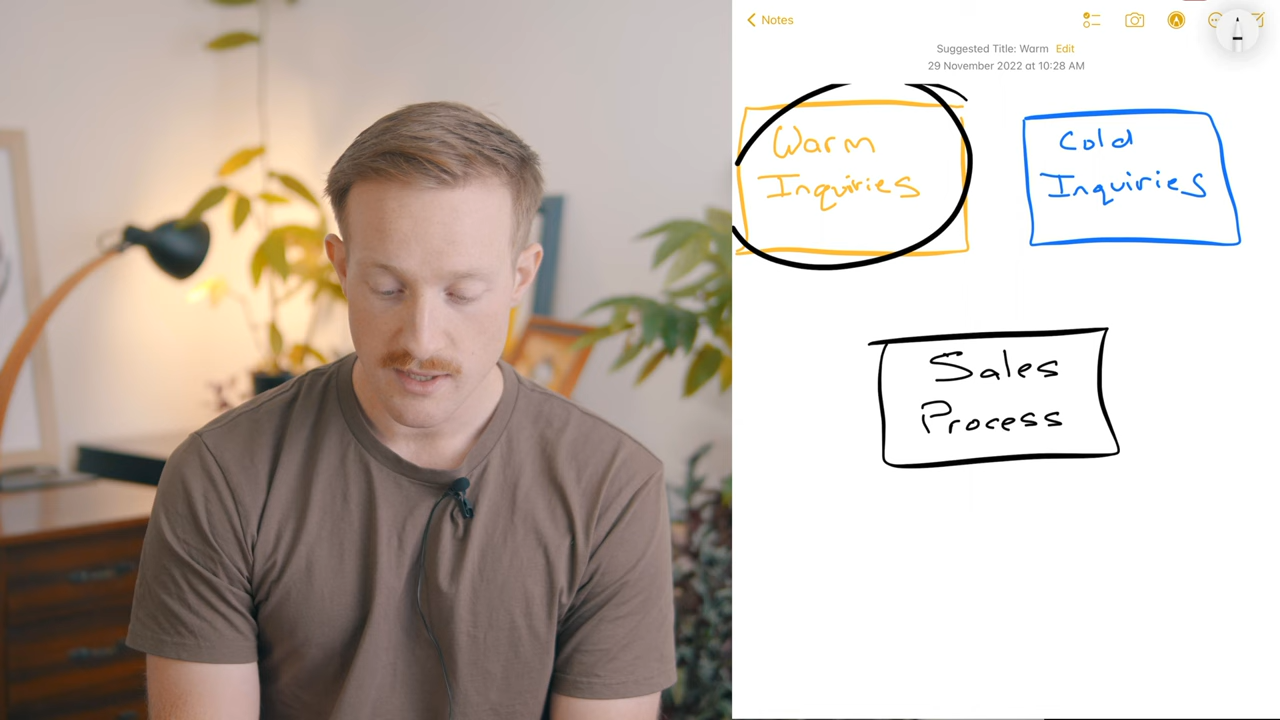 Notes
Suggested Title: Warm Edit
29 November 2022 at 10:28 AM
Warm
Inquiries
Cold
Inquiries
Sales
Process